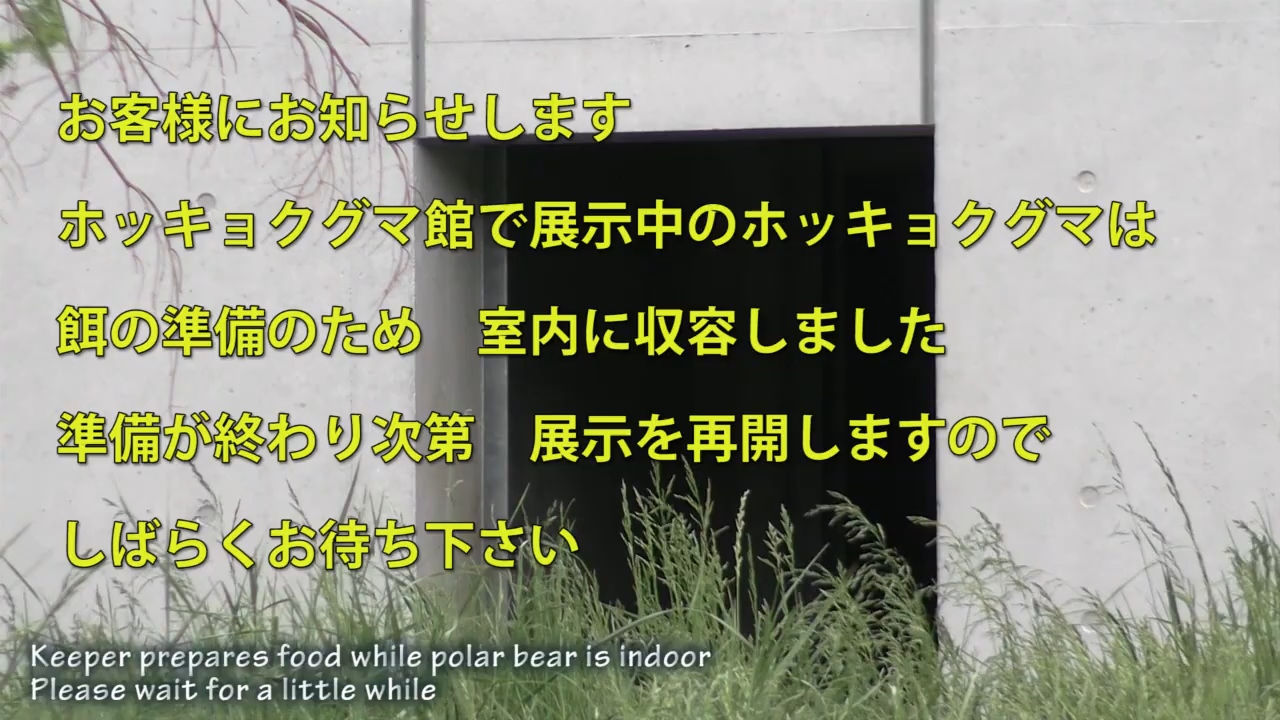 お客様にお知らせします
ホッキョクグマ館で展示中のホッキョクグマは
餌の準備のため　室内に収容しました
準備が終わり次第　展示を再開しますので
しばらくお待ち下さい
Keeper prepares food while polar bear is indoor
Please wait for a little while